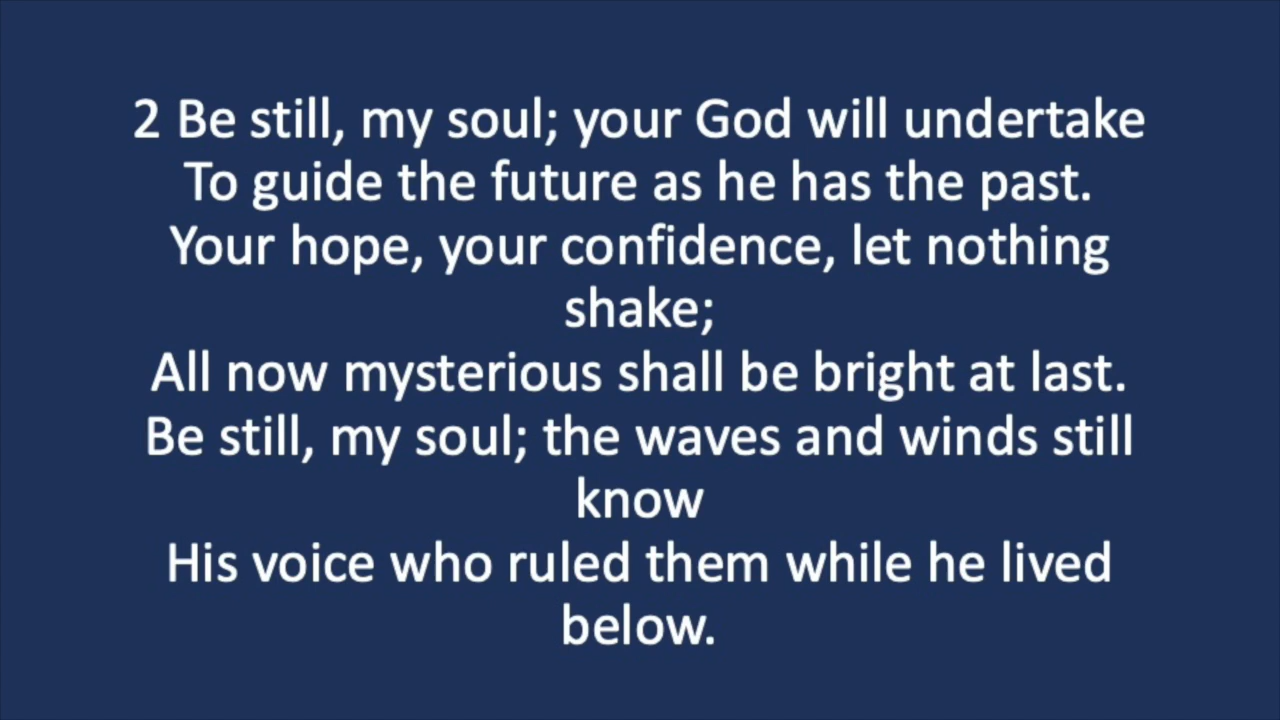 2 Be still, my soul; your God will undertake
To guide the future as he has the past.
Your hope, your confidence, let nothing
shake;
All now mysterious shall be bright at last.
Be still, my soul; the waves and winds still
know
His voice who ruled them while he lived
below.